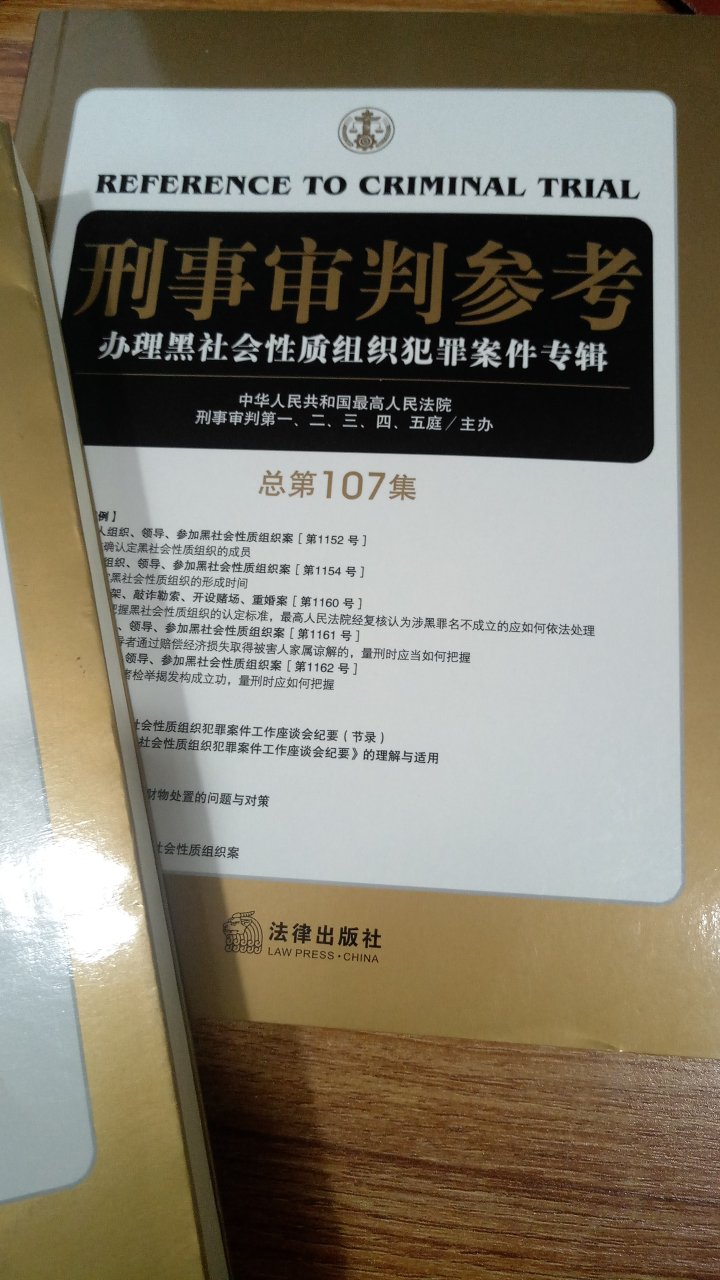 REFERENCE TO CRIMINAL TRIAL
刑事审判参考
办理黑社会性质组织犯罪案件专辑
中华人民共和国最高人民法院
刑事审判第一、二、三、四、五庭／主办
总第107集
例】
人组织、领导、参加黑社会性质组织案［第1152号］
确认定黑社会性质组织的成员
组织、领导、参加黑社会性质组织案［第1154号］
黑社会性质组织的形成时间
架、敲诈勒索、开设赌场、重婚案［第1160号］
把握黑社会性质组织的认定标准，最高人民法院经复核认为涉黑罪名不成立的应如何依法处理
、领导、参加黑社会性质组织案［第1161号］
导者通过赔偿经济损失取得被害人家属谅解的，量刑时应当如何把握
领导、参加黑社会性质组织案［第1162号］
者检举揭发构成立功，量刑时应如何把握
社会性质组织犯罪案件工作座谈会纪要（节录）
社会性质组织犯罪案件工作座谈会纪要》的理解与适用
财物处置的问题与对策
社会性质组织案
法律出版社
LAW PRESS·CHINA